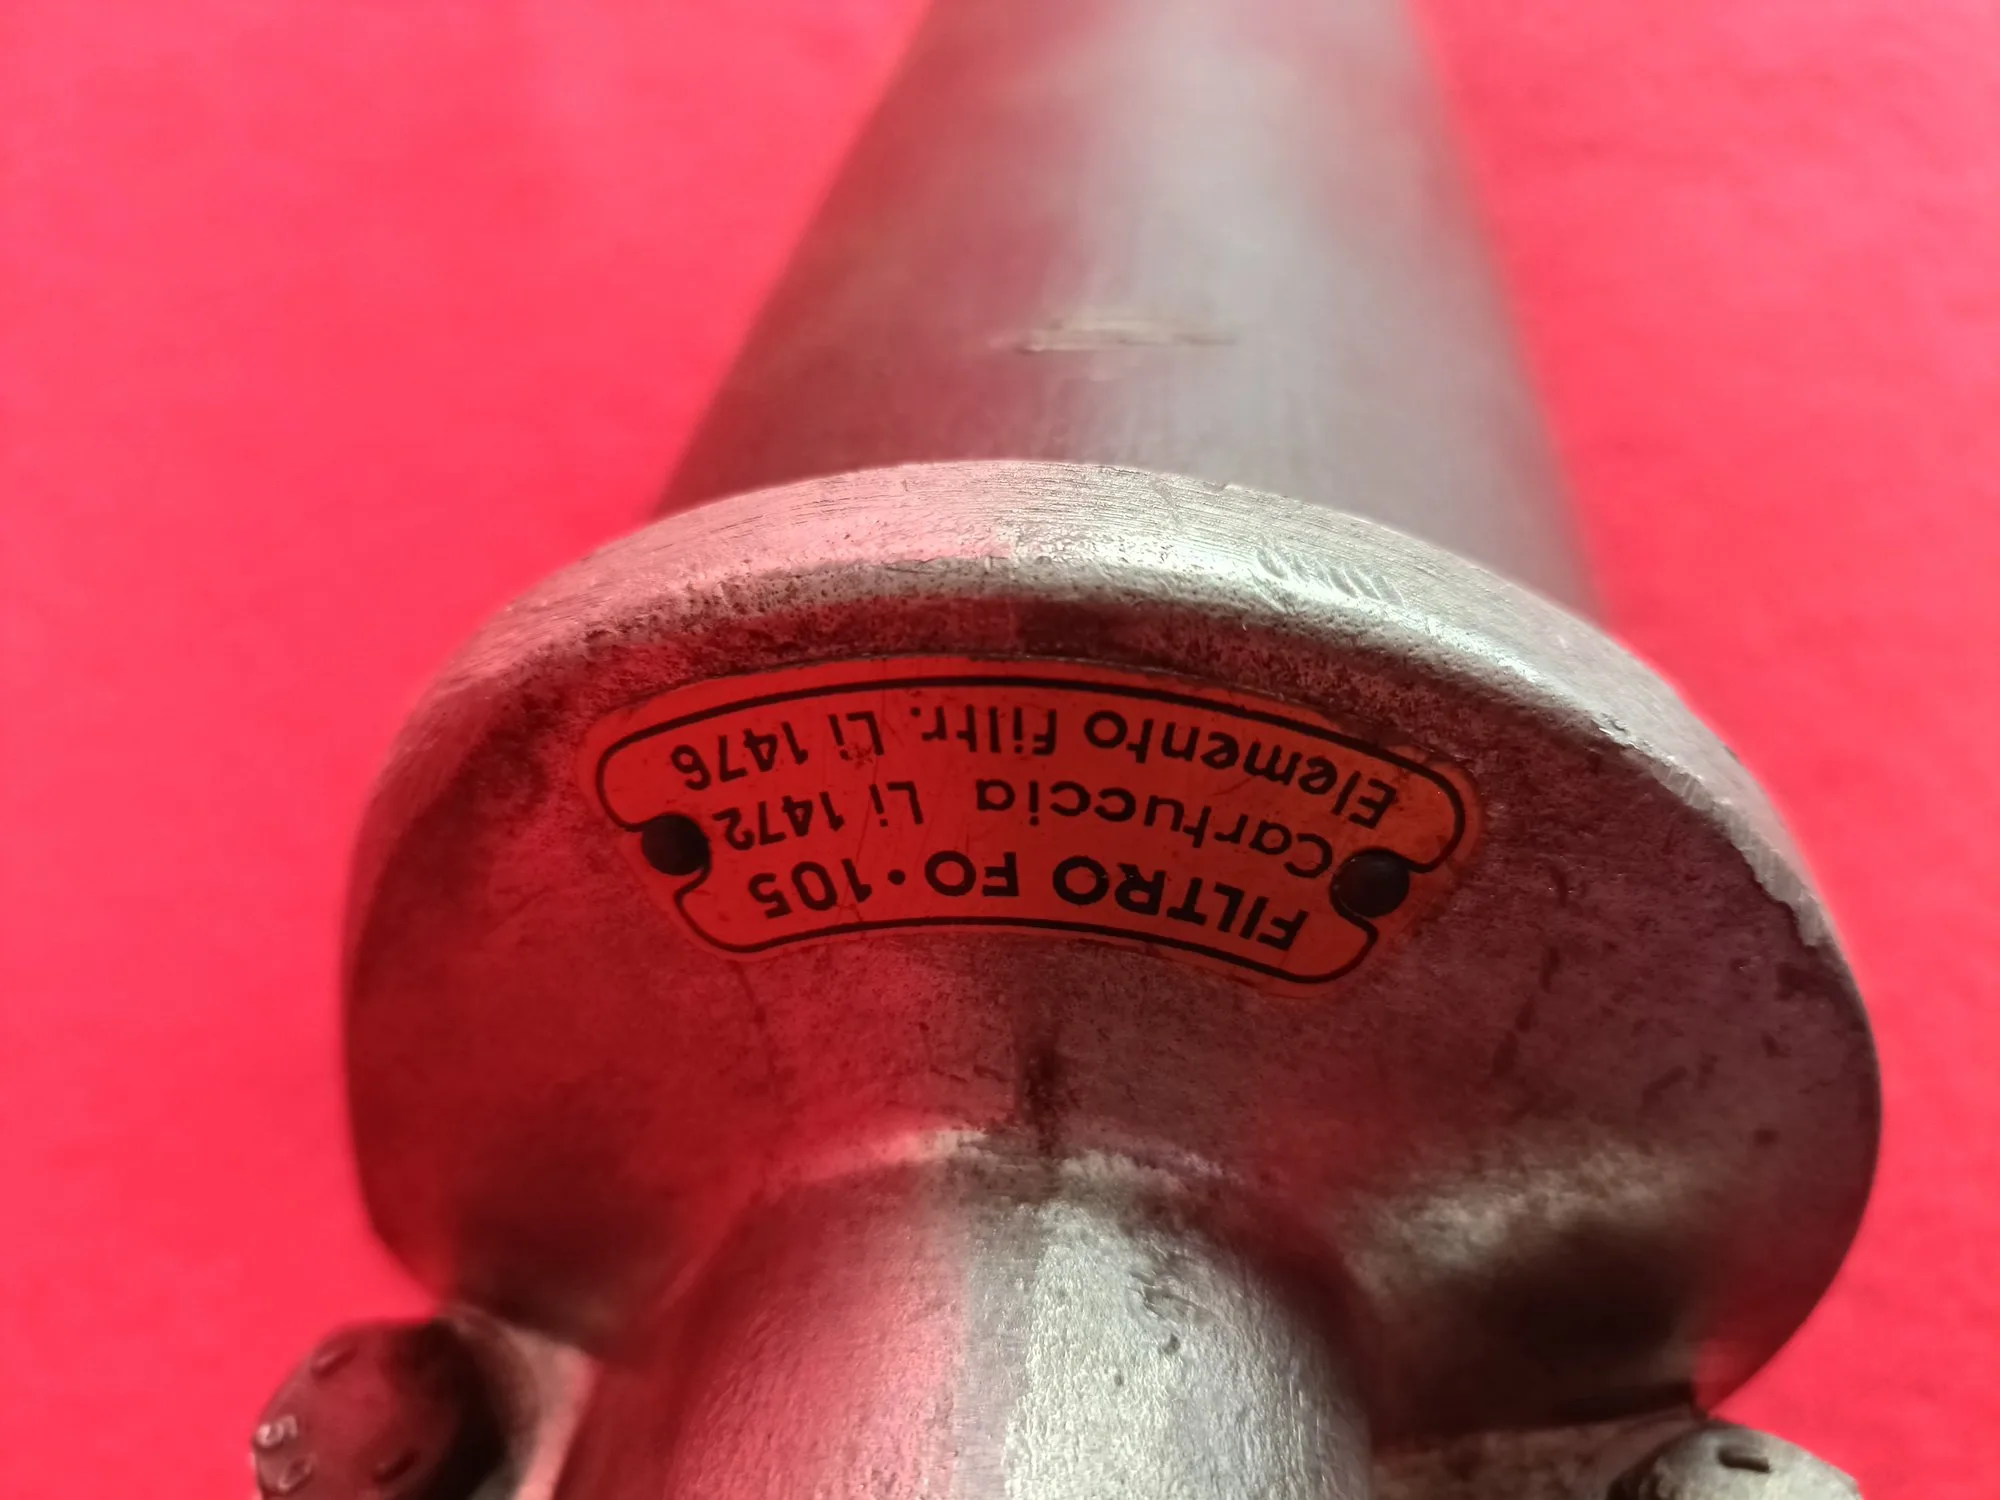 FILTRO FO·105
Cartuccia Li 1472
Elemento filtr. Li 1476